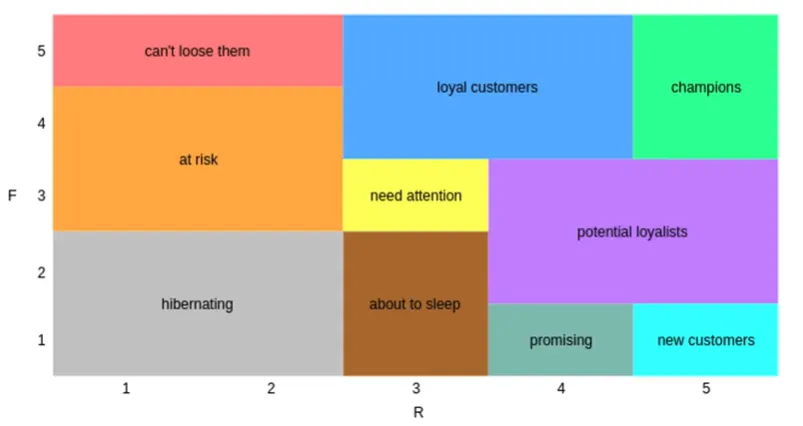 5
can't loose them
loyal customers
champions
4
at risk
F
3
need attention
potential loyalists
2
hibernating
about to sleep
1
promising
new customers
1 2 3 4 5
R